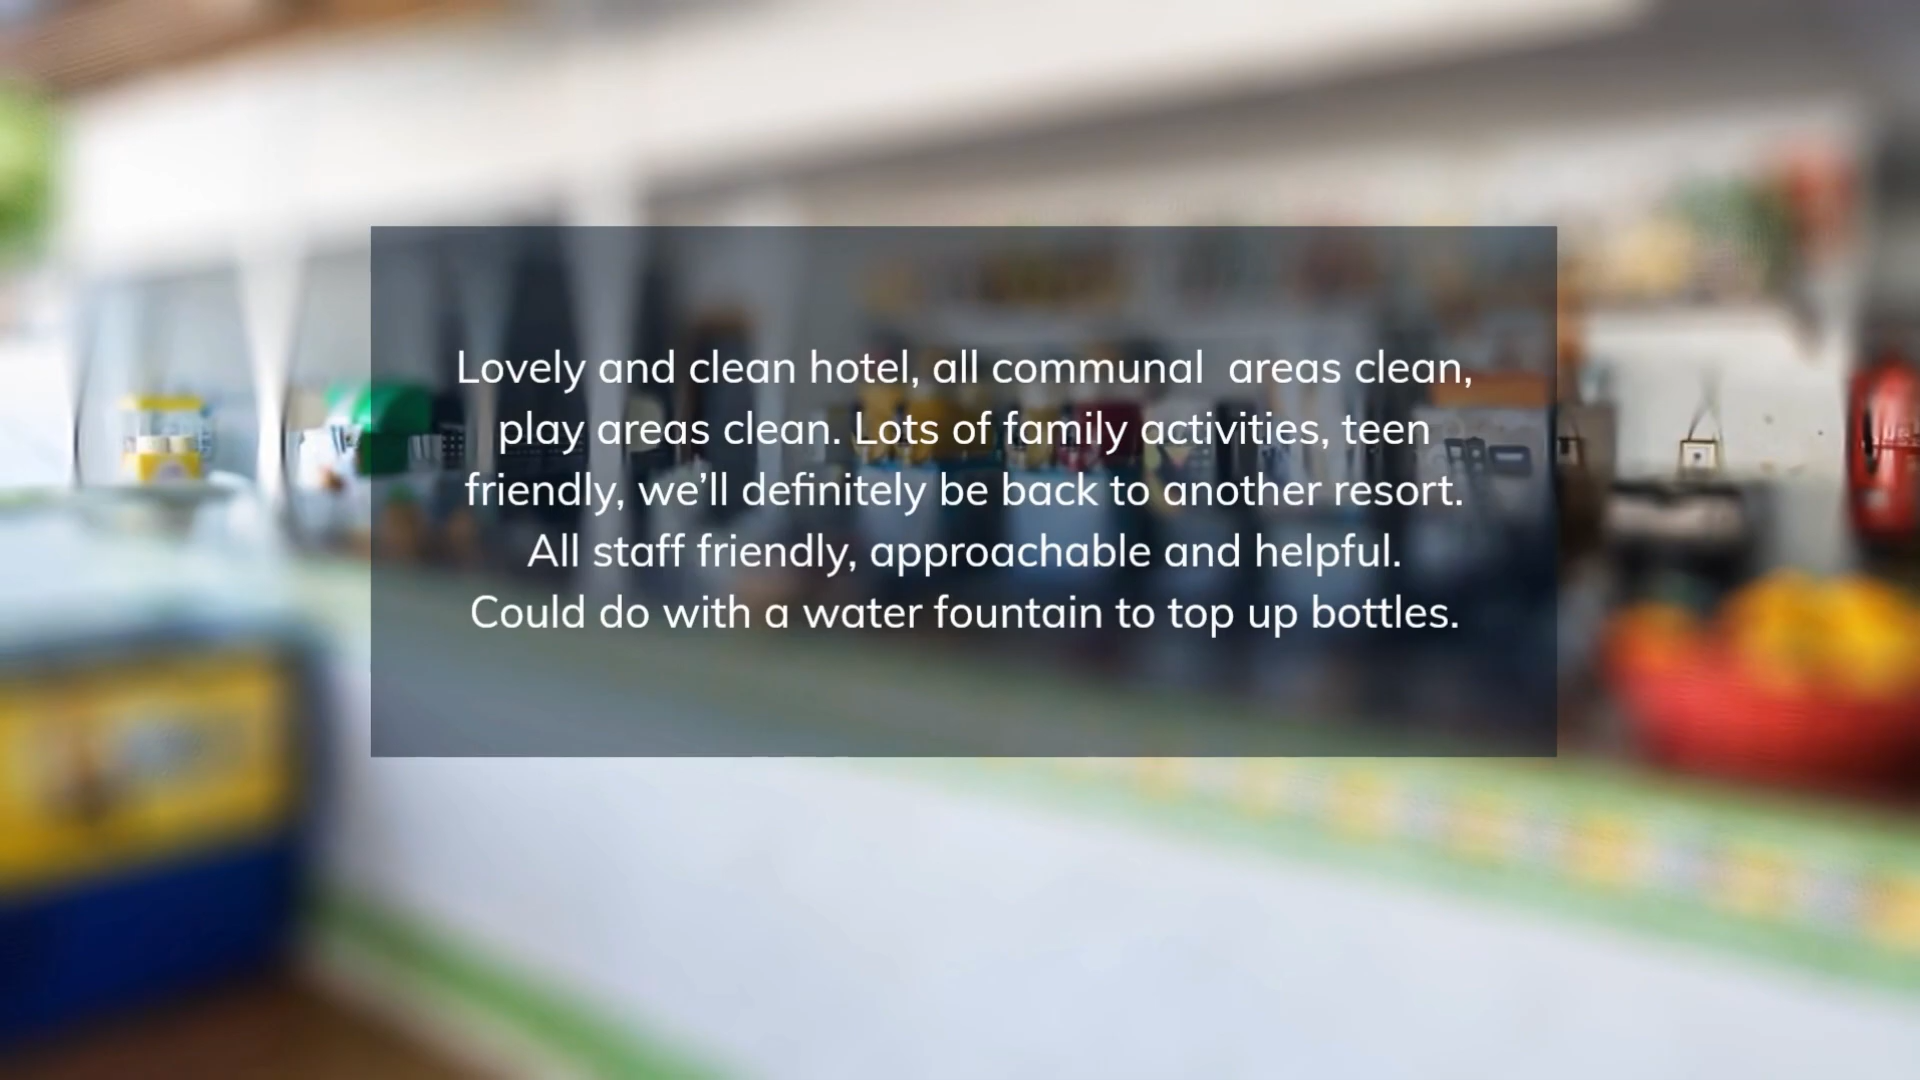 Lovely and clean hotel, all communal  areas clean,
play areas clean. Lots of family activities, teen
friendly, we’ll definitely be back to another resort.
All staff friendly, approachable and helpful.
Could do with a water fountain to top up bottles.